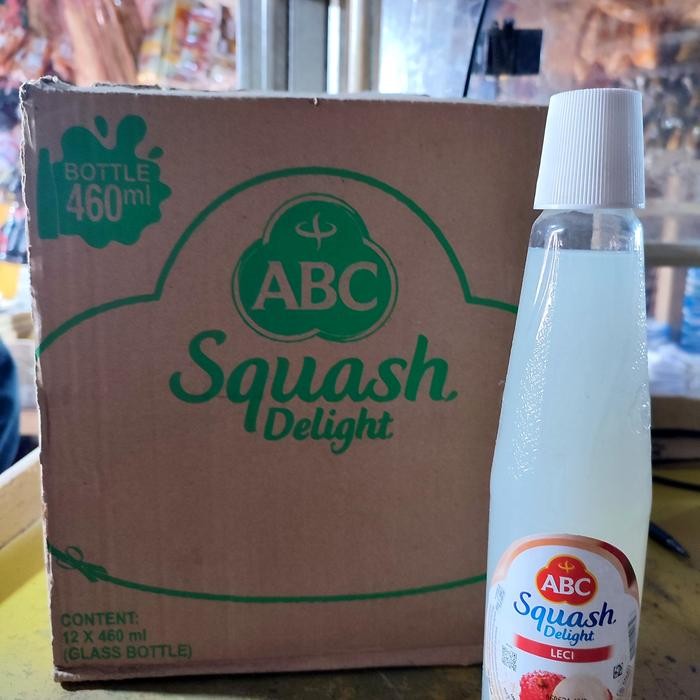 BOTTLE
460ml
ABC
Squash
Delight
CONTENT:
12 X 460 ml
(GLASS BOTTLE)
ABC
Squash
Delight
LECI